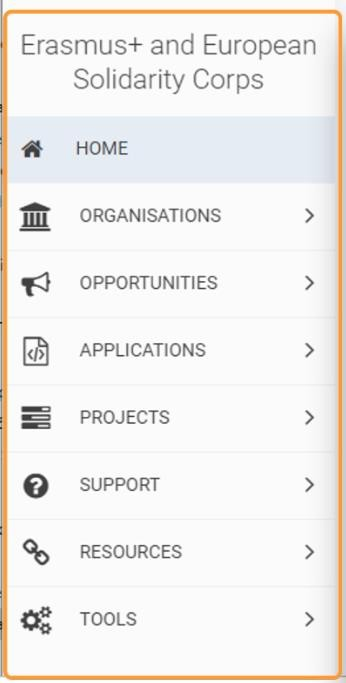 Erasmus+ and European
Solidarity Corps
HOME
ORGANISATIONS
OPPORTUNITIES
APPLICATIONS
PROJECTS
SUPPORT
RESOURCES
TOOLS